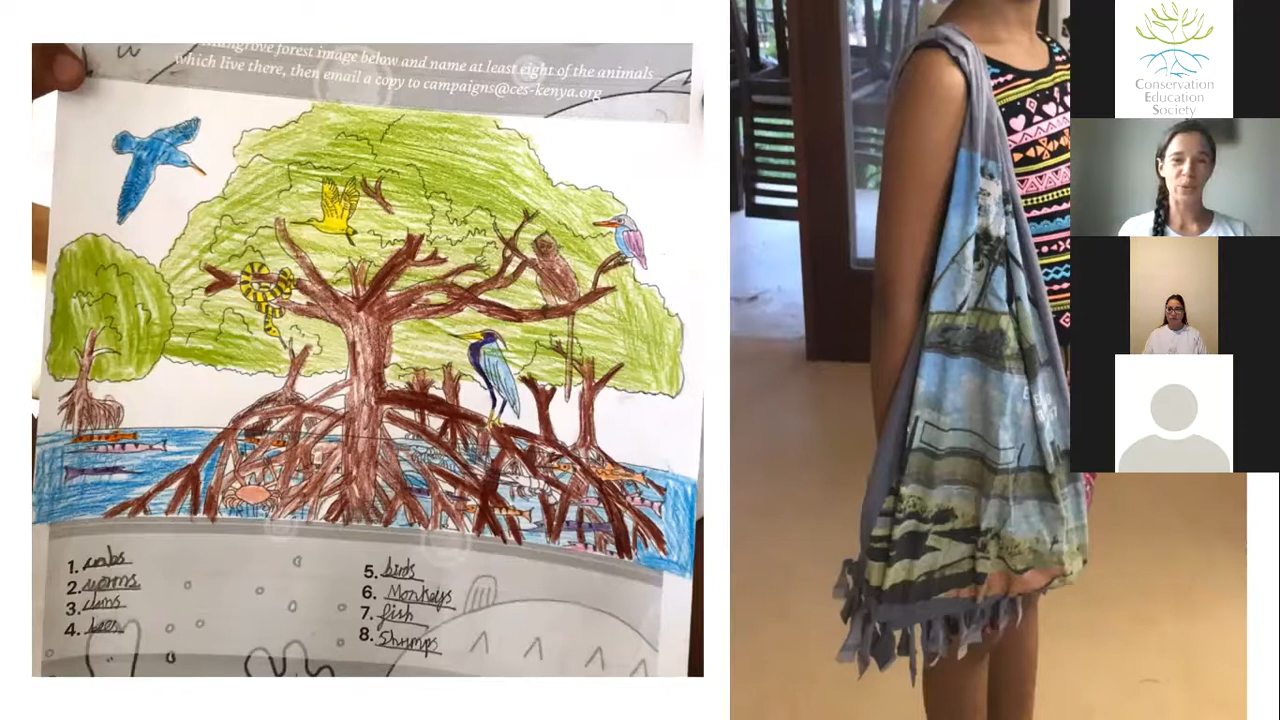 mangrove forest image below and name at least eight of the animals
which live there, then email a copy to campaigns@ces-kenya.org
1. crabs
2. worms
3. clams
4. bees
5. birds
6. Monkeys
7. fish
8. Shrimps
Conservation
Education
Society